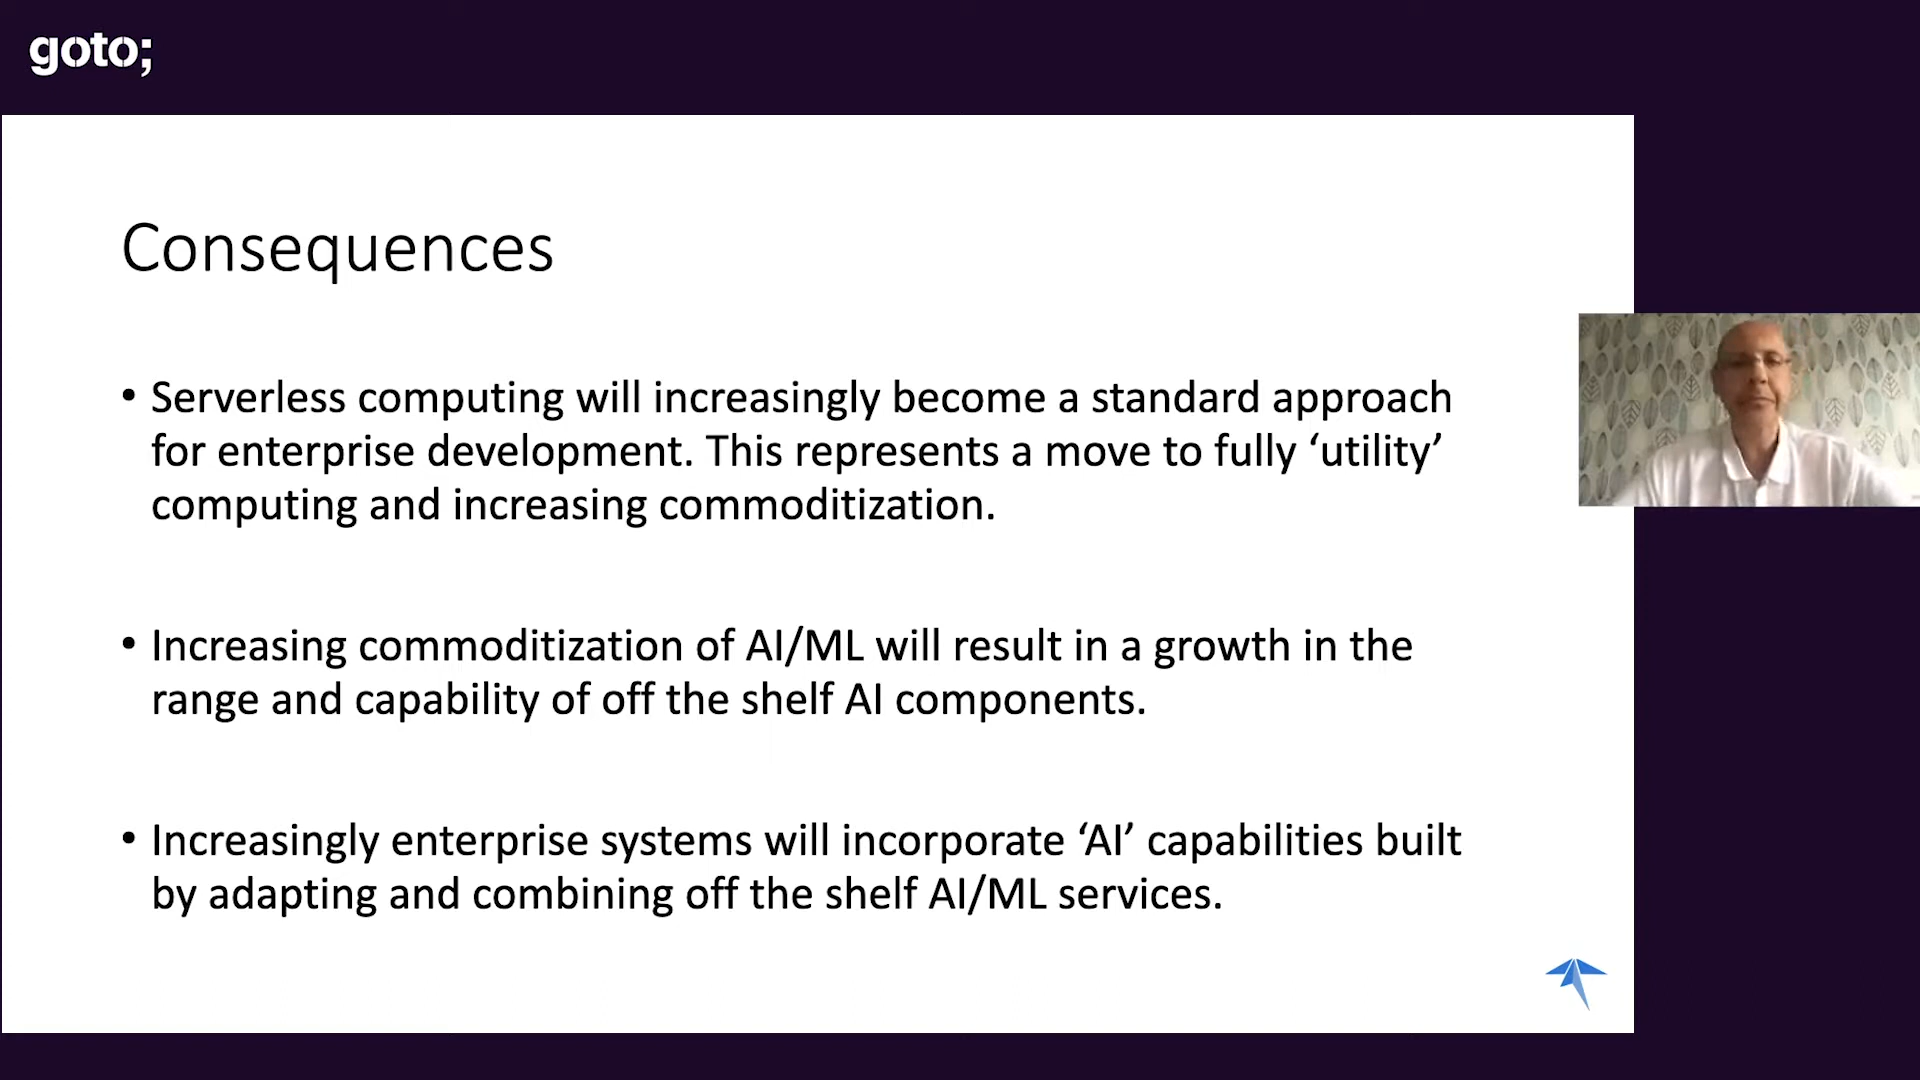 goto;
Consequences
• Serverless computing will increasingly become a standard approach
for enterprise development. This represents a move to fully ‘utility’
computing and increasing commoditization.
• Increasing commoditization of AI/ML will result in a growth in the
range and capability of off the shelf AI components.
• Increasingly enterprise systems will incorporate ‘AI’ capabilities built
by adapting and combining off the shelf AI/ML services.